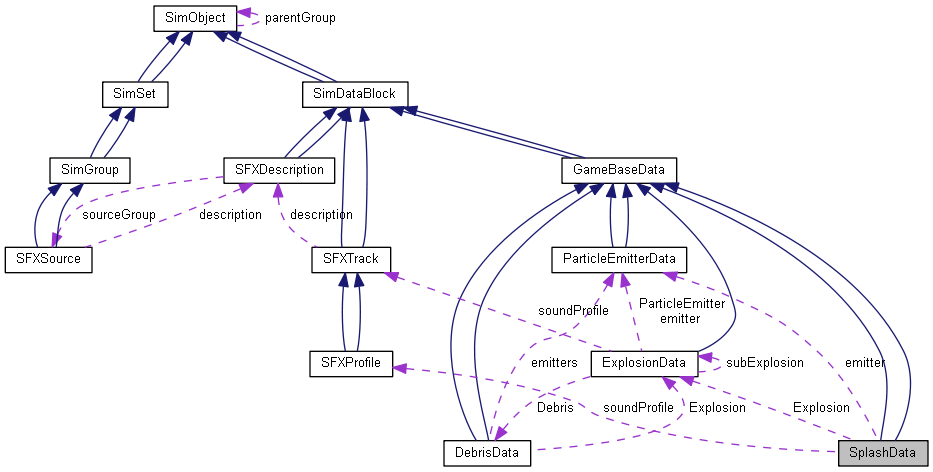 SimObject
parentGroup
SimSet
SimDataBlock
SimGroup
SFXDescription
GameBaseData
sourceGroup
description
description
SFXSource
SFXTrack
ParticleEmitterData
soundProfile
ParticleEmitter
emitter
SFXProfile
emitters
ExplosionData
subExplosion
emitter
Debris
soundProfile
Explosion
Explosion
DebrisData
SplashData